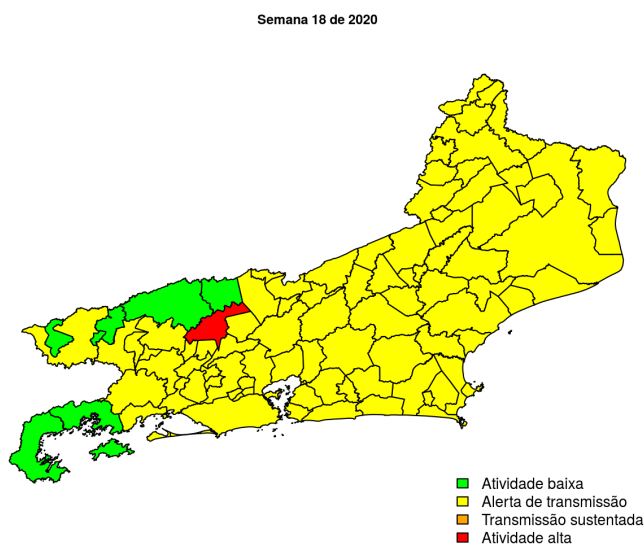 Semana 18 de 2020
Atividade baixa
Alerta de transmissão
Transmissão sustentada
Atividade alta